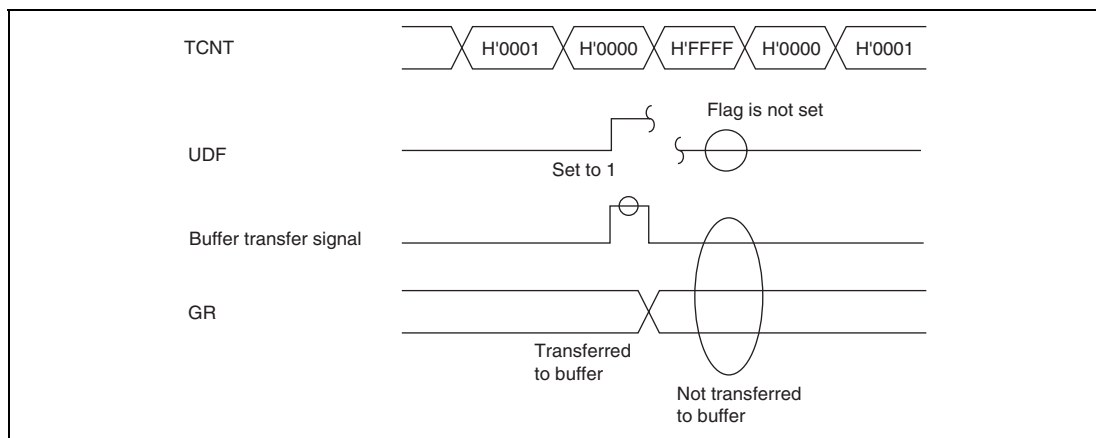 TCNT
H'0001 H'0000 H'FFFF H'0000 H'0001
Flag is not set
UDF
Set to 1
Buffer transfer signal
GR
Transferred
to buffer
Not transferred
to buffer